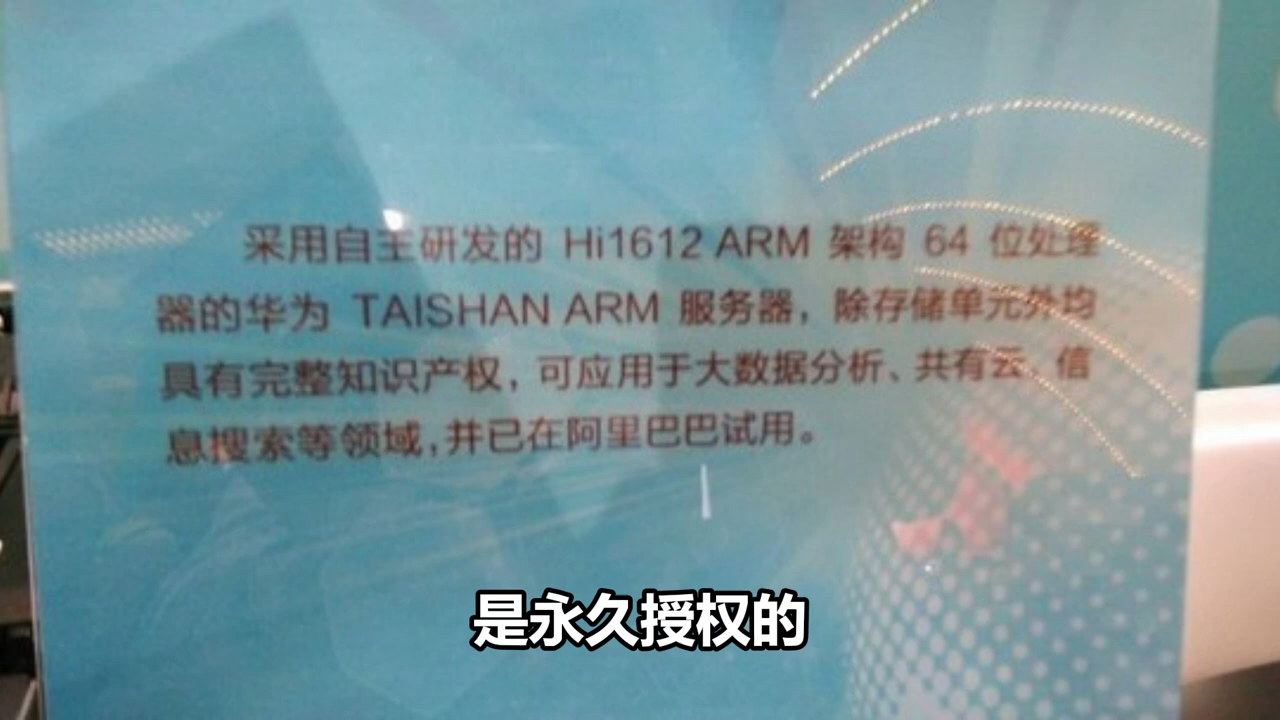 采用自主研发的 Hi1612 ARM 架构 64 位处理
器的华为 TAISHAN ARM 服务器，除存储单元外均
具有完整知识产权，可应用于大数据分析、共有云、信
息搜索等领域，并已在阿里巴巴试用。
是永久授权的